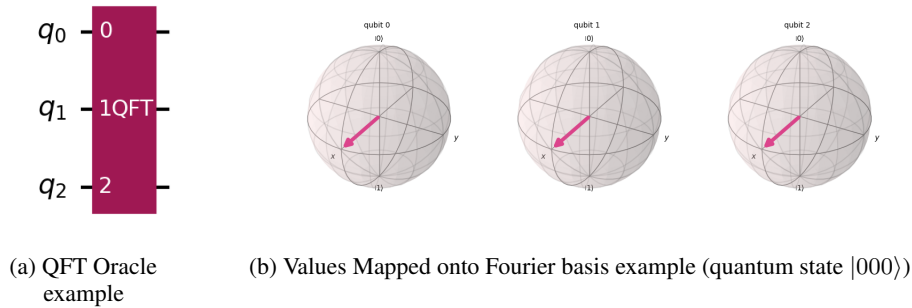 q0 0
q1 1QFT
q2 2
qubit 0
|0⟩
x
y
|1⟩
qubit 1
|0⟩
x
y
|1⟩
qubit 2
|0⟩
x
y
|1⟩
(a) QFT Oracle
example
(b) Values Mapped onto Fourier basis example (quantum state |000⟩)